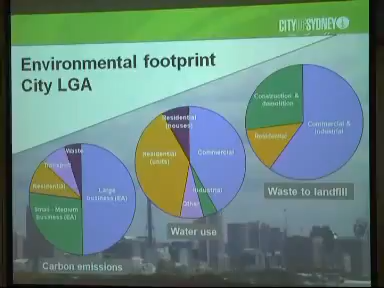 CITY OF SYDNEY
Environmental footprint
City LGA
Waste
Transport
Residential
Small - Medium
business (EA)
Large
business (EA)
Carbon emissions
Residential
(houses)
Residential
(units)
Commercial
Industrial
Other
Water use
Construction &
demolition
Residential
Commercial &
industrial
Waste to landfill